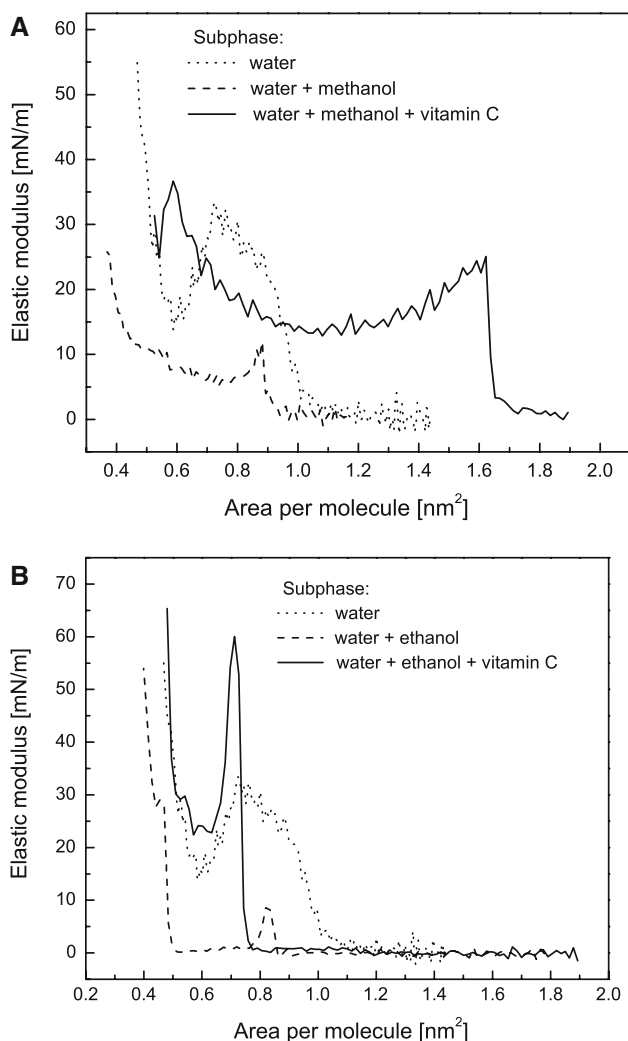 A
60
50
40
30
20
10
0
Elastic modulus [mN/m]
Subphase:
water
water + methanol
water + methanol + vitamin C
0.4 0.6 0.8 1.0 1.2 1.4 1.6 1.8 2.0
Area per molecule [nm²]
B
70
60
50
40
30
20
10
0
Elastic modulus [mN/m]
Subphase:
water
water + ethanol
water + ethanol + vitamin C
0.2 0.4 0.6 0.8 1.0 1.2 1.4 1.6 1.8 2.0
Area per molecule [nm²]